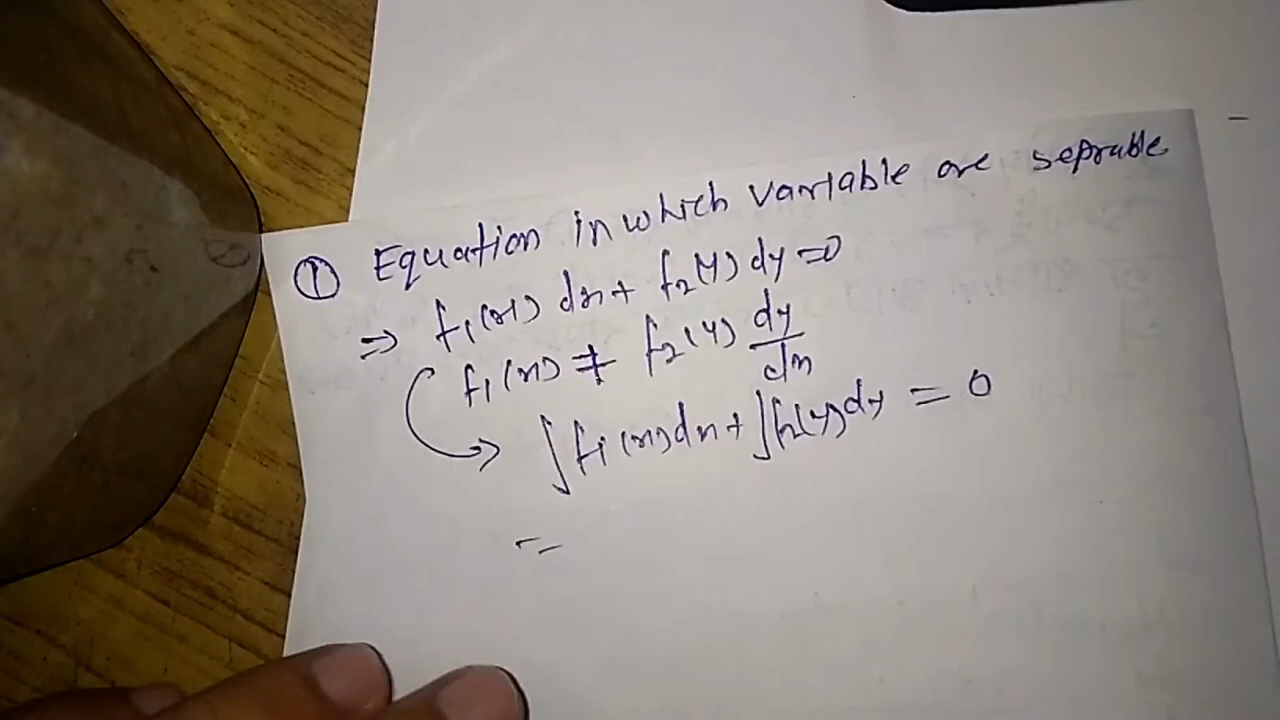 ① Equation in which variable are seprable
⇒ f₁(x) dx + f₂(y) dy = 0
f₁(x) + f₂(y) dy/dx
→ ∫f₁(x)dx + ∫f₂(y)dy = 0
=